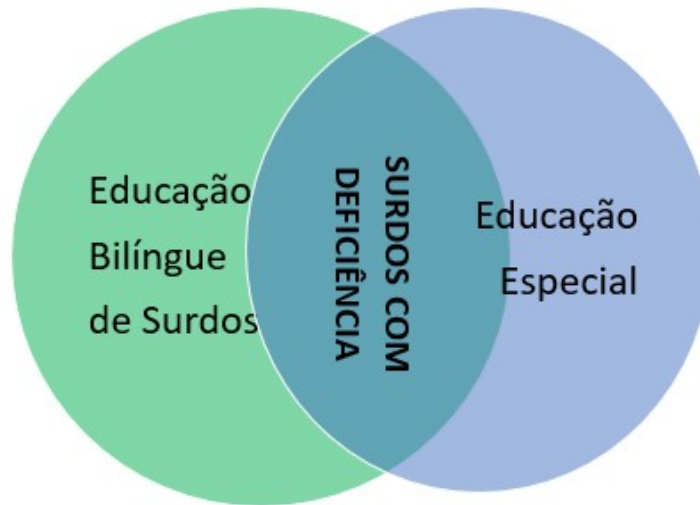 Educação
Bilíngue
de Surdos
SURDOS COM
DEFICIÊNCIA
Educação
Especial